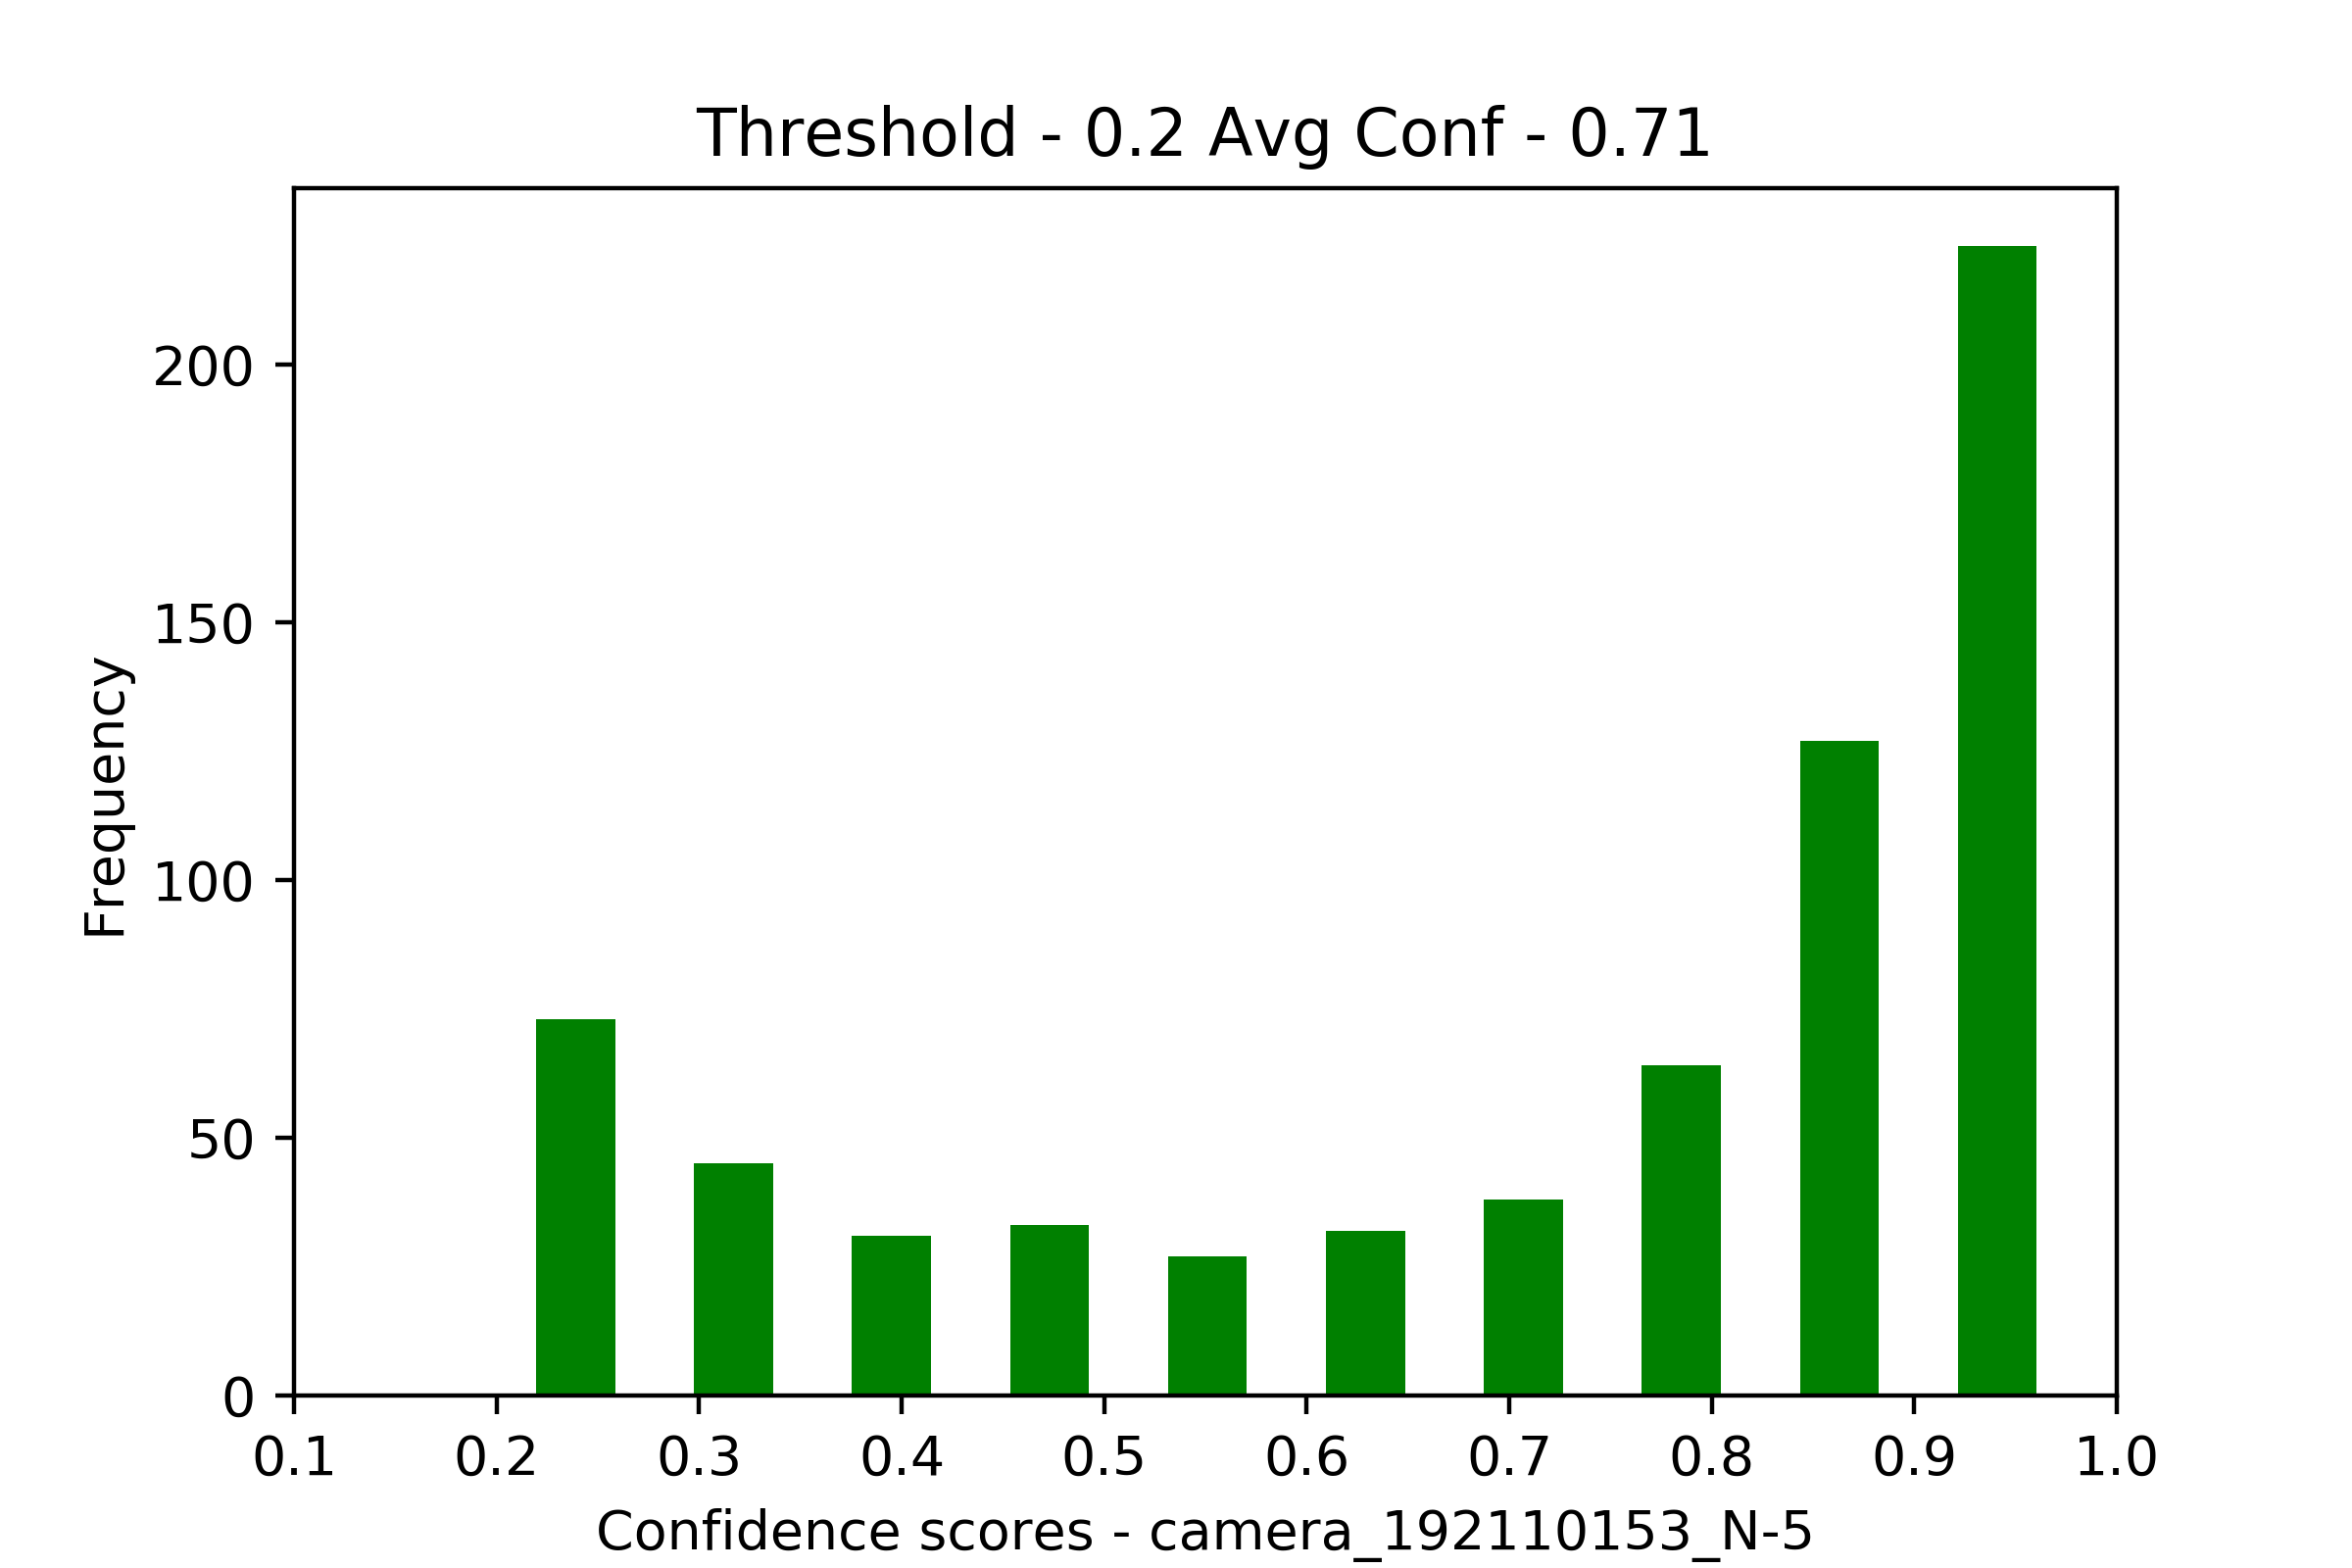 Threshold - 0.2 Avg Conf - 0.71
Frequency
200
150
100
50
0
0.1 0.2 0.3 0.4 0.5 0.6 0.7 0.8 0.9 1.0
Confidence scores - camera_192110153_N-5